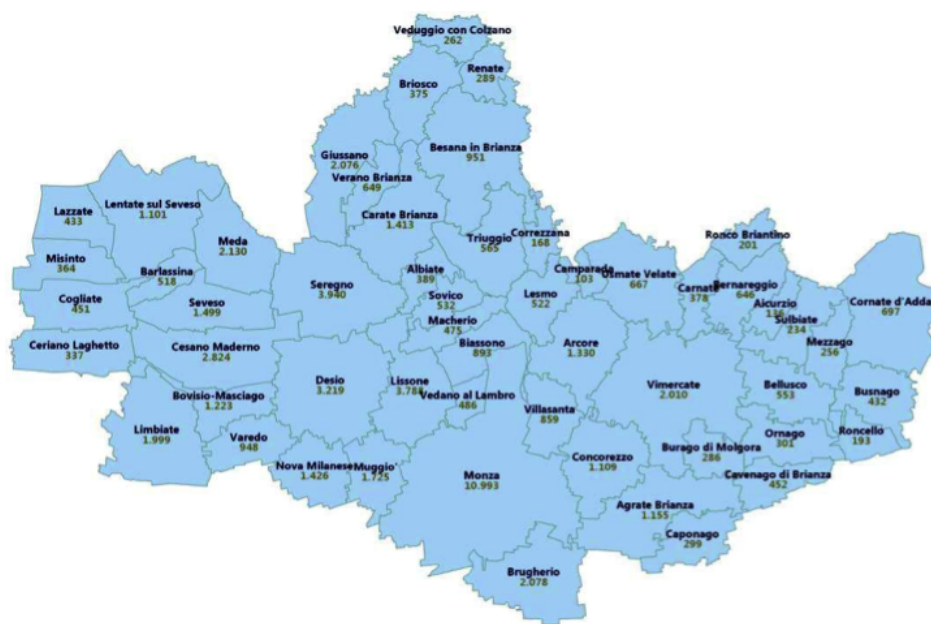 Veduggio con Colzano
262
Renate
289
Briosco
375
Giussano
2.076
Besana in Brianza
951
Verano Brianza
649
Carate Brianza
1.413
Lazzate
433
Lentate sul Seveso
1.101
Meda
2.130
Triuggio
565
Correzzana
168
Ronco Briantino
201
Misinto
364
Barlassina
518
Seregno
3.940
Albiate
389
Camparada
103
Usmate Velate
667
Carnate
378
Bernareggio
646
Cogliate
451
Seveso
1.499
Sovico
532
Lesmo
522
Aicurzio
136
Sulbiate
234
Cornate d'Adda
697
Macherio
475
Ceriano Laghetto
337
Cesano Maderno
2.824
Biassono
893
Arcore
1.330
Mezzago
256
Desio
3.219
Lissone
3.788
Vedano al Lambro
486
Vimercate
2.010
Bellusco
553
Busnago
432
Bovisio-Masciago
1.223
Villasanta
859
Limbiate
1.999
Varedo
948
Ornago
301
Roncello
193
Nova Milanese
1.426
Muggio'
1.725
Monza
10.993
Concorezzo
1.109
Burago di Molgora
286
Cavenago di Brianza
452
Agrate Brianza
1.155
Caponago
299
Brugherio
2.078